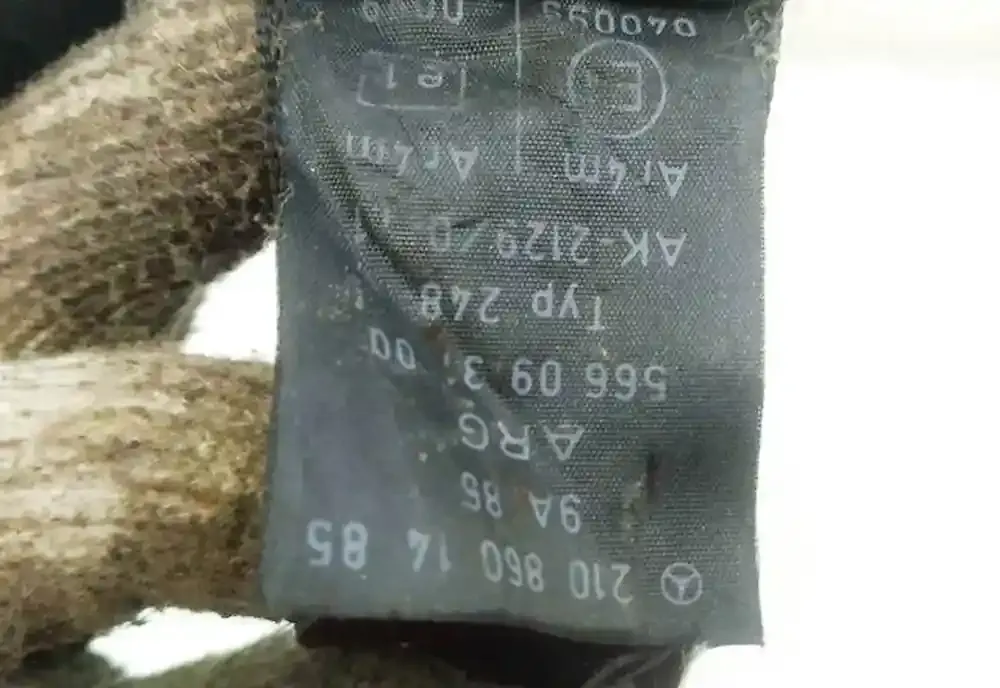 210 860 14 85
9A 85
ARG
566 09 3. 00
Typ 248
AK-2129/0
Ar4m | Ar4m
E1 e1
040099